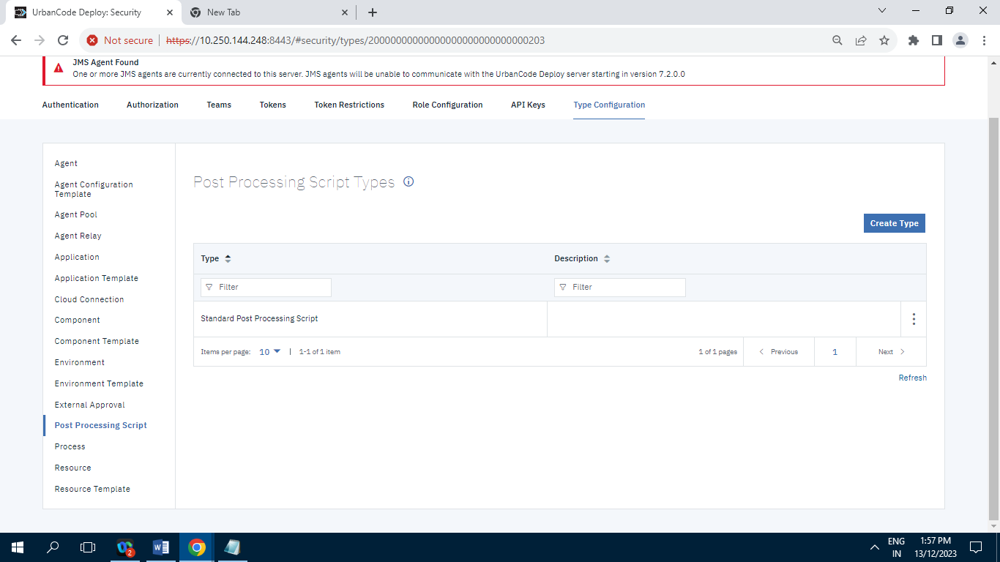 UrbanCode Deploy: Security
New Tab
Not secure
https://10.250.144.248:8443/#security/types/20000000000000000000000000000203
JMS Agent Found
One or more JMS agents are currently connected to this server. JMS agents will be unable to communicate with the UrbanCode Deploy server starting in version 7.2.0.0
Authentication Authorization Teams Tokens Token Restrictions Role Configuration API Keys Type Configuration
Agent
Agent Configuration
Template
Agent Pool
Agent Relay
Application
Application Template
Cloud Connection
Component
Component Template
Environment
Environment Template
External Approval
Post Processing Script
Process
Resource
Resource Template
Post Processing Script Types
Create Type
Type Description
Filter Filter
Standard Post Processing Script
Items per page: 10 | 1-1 of 1 item 1 of 1 pages Previous 1 Next
Refresh
2
ENG
IN
1:57 PM
13/12/2023